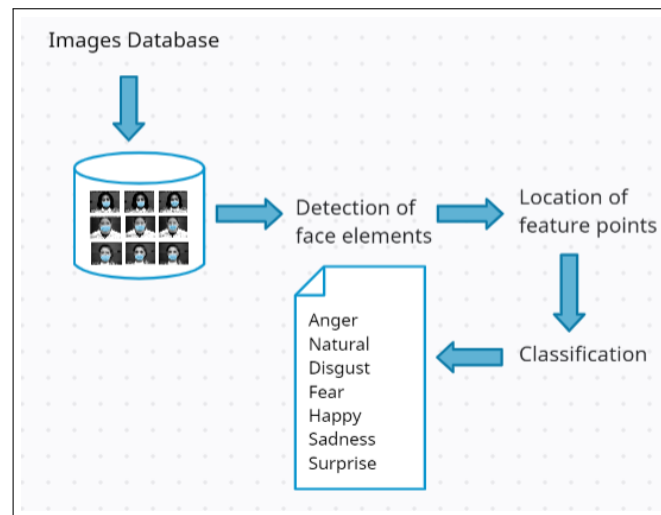 Images Database
Detection of
face elements
Location of
feature points
Classification
Anger
Natural
Disgust
Fear
Happy
Sadness
Surprise